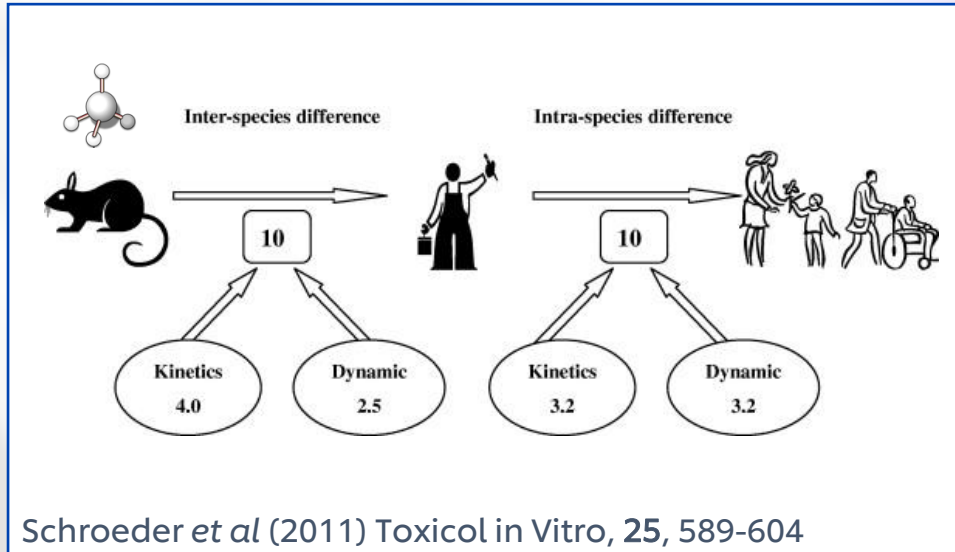 Inter-species difference
Intra-species difference
10
10
Kinetics
4.0
Dynamic
2.5
Kinetics
3.2
Dynamic
3.2
Schroeder et al (2011) Toxicol in Vitro, 25, 589-604